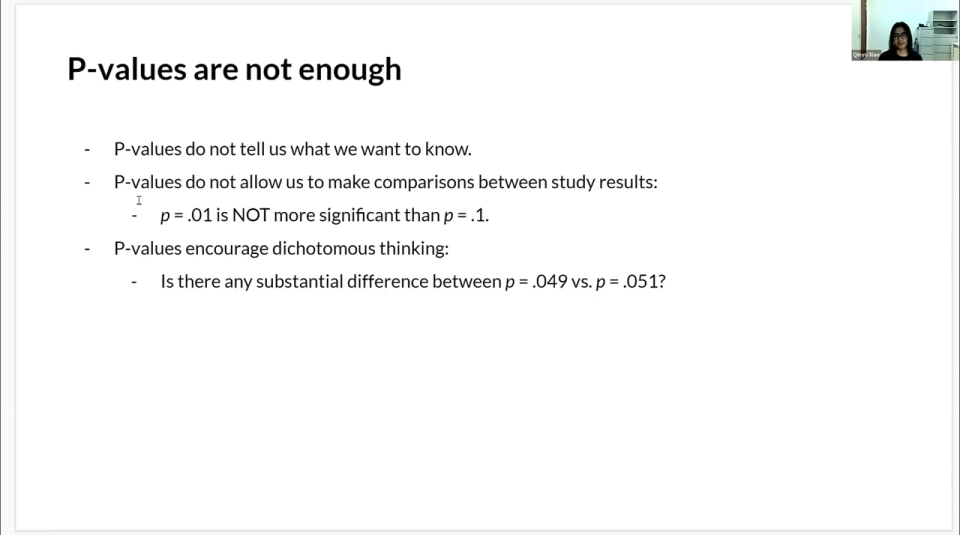 P-values are not enough
- P-values do not tell us what we want to know.
- P-values do not allow us to make comparisons between study results:
- p = .01 is NOT more significant than p = .1.
- P-values encourage dichotomous thinking:
- Is there any substantial difference between p = .049 vs. p = .051?